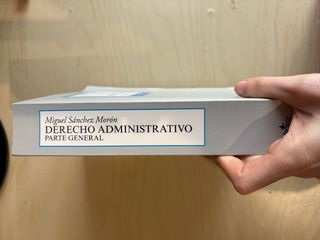 Miguel Sánchez Morón
DERECHO ADMINISTRATIVO
PARTE GENERAL